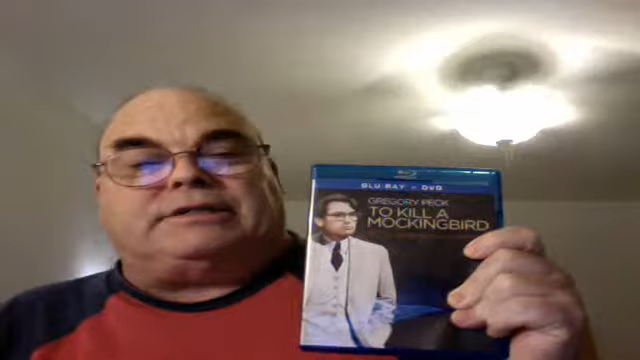 BLU-RAY + DVD
GREGORY PECK
TO KILL A
MOCKINGBIRD